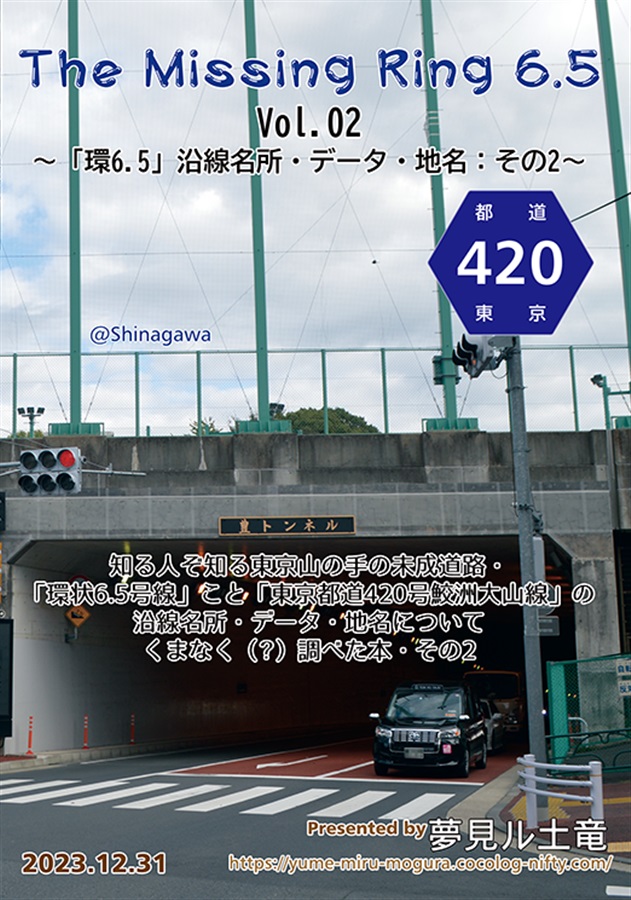 The Missing Ring 6.5
Vol.02
～「環6.5」沿線名所・データ・地名：その2～
都道
420
東京
@Shinagawa
豊トンネル
知る人ぞ知る東京山の手の未成道路・
「環状6.5号線」こと「東京都道420号鮫洲大山線」の
沿線名所・データ・地名について
くまなく（？）調べた本・その2
Presented by 夢見ル土竜
2023.12.31
https://yume-miru-mogura.cocolog-nifty.com/